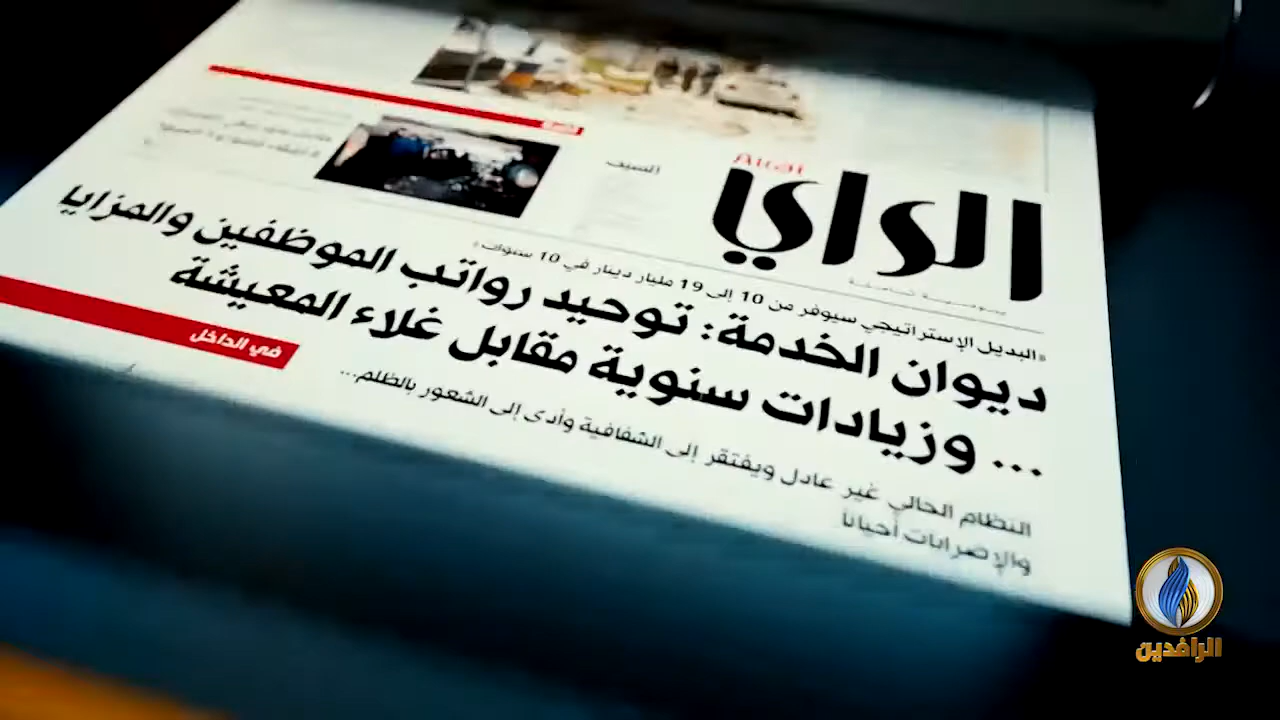 Alrai
الراي
السبت
«البديل الإستراتيجي سيوفر من 10 إلى 19 مليار دينار في 10 سنوات»
ديوان الخدمة: توحيد رواتب الموظفين والمزايا
... وزيادات سنوية مقابل غلاء المعيشة
في الداخل
النظام الحالي غير عادل ويفتقر إلى الشفافية وأدى إلى الشعور بالظلم...
والإضرابات أحياناً
الرافدين